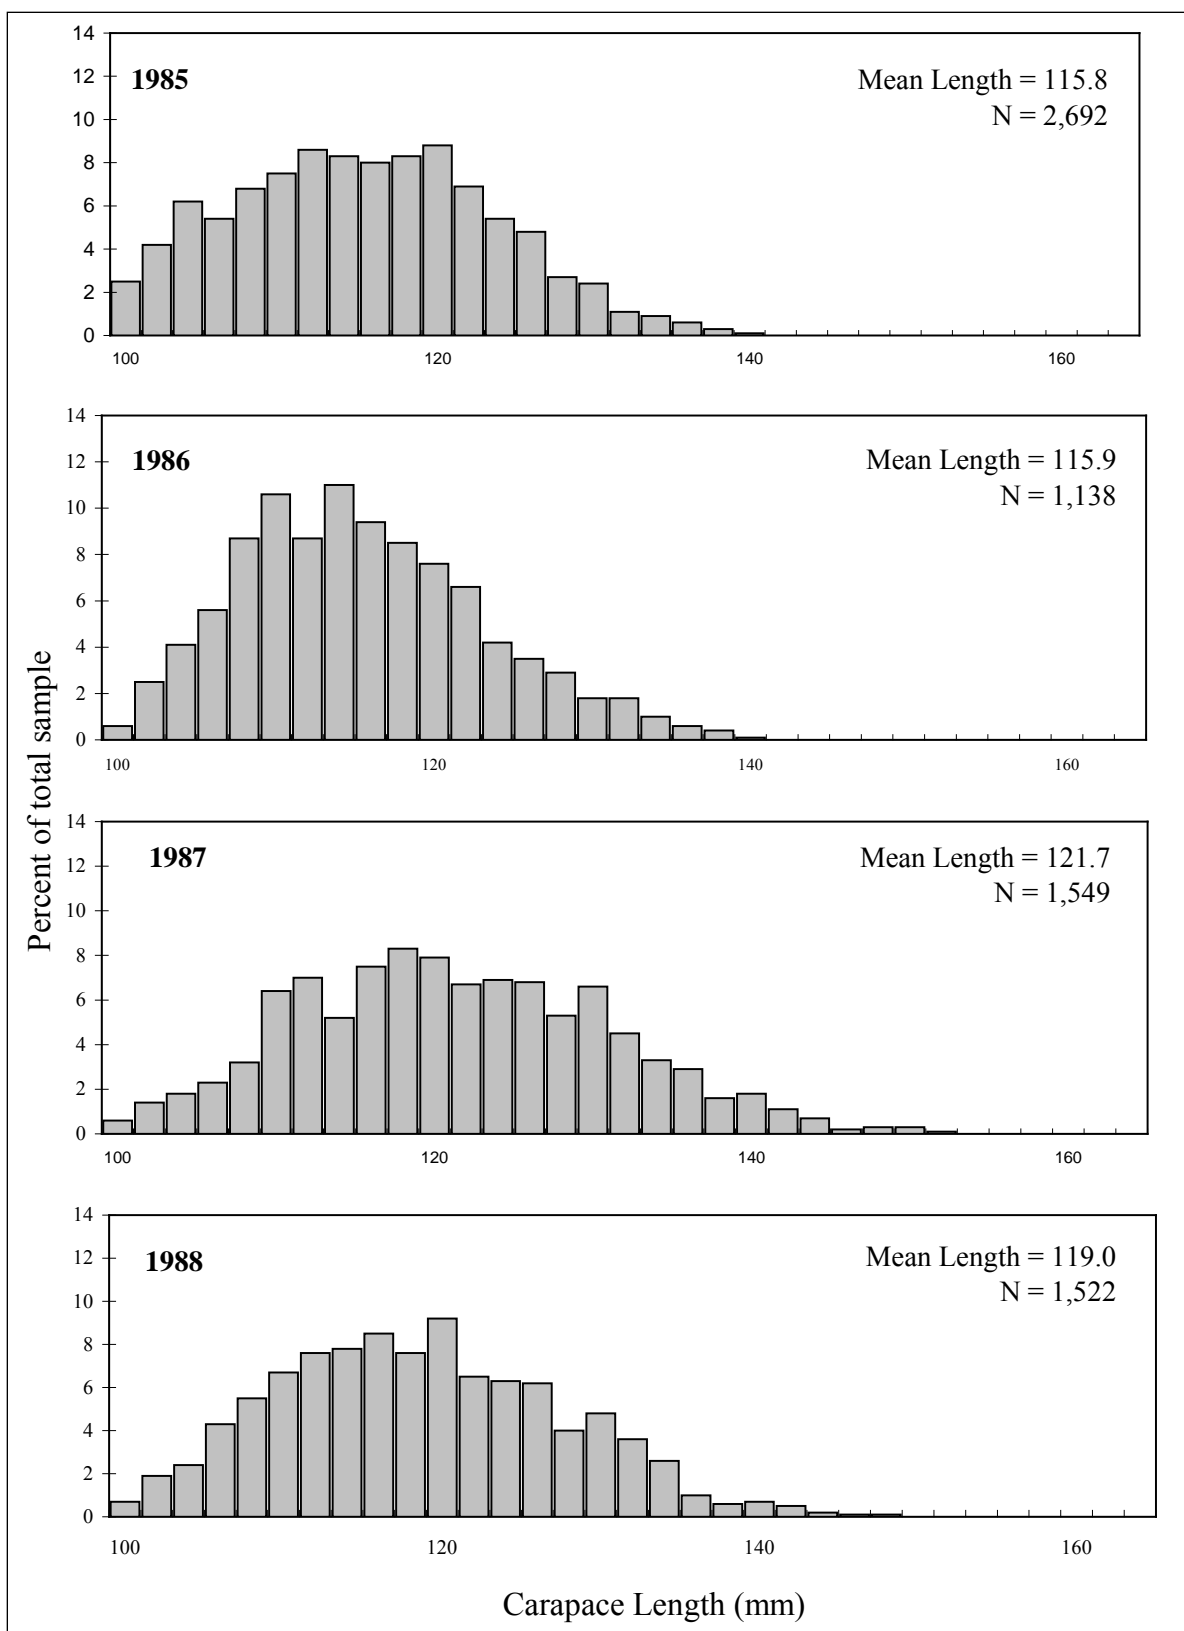 14
12
10
8
6
4
2
0
1985
Mean Length = 115.8
N = 2,692
100 120 140 160
14
12
10
8
6
4
2
0
1986
Mean Length = 115.9
N = 1,138
100 120 140 160
Percent of total sample
14
12
10
8
6
4
2
0
1987
Mean Length = 121.7
N = 1,549
100 120 140 160
14
12
10
8
6
4
2
0
1988
Mean Length = 119.0
N = 1,522
100 120 140 160
Carapace Length (mm)